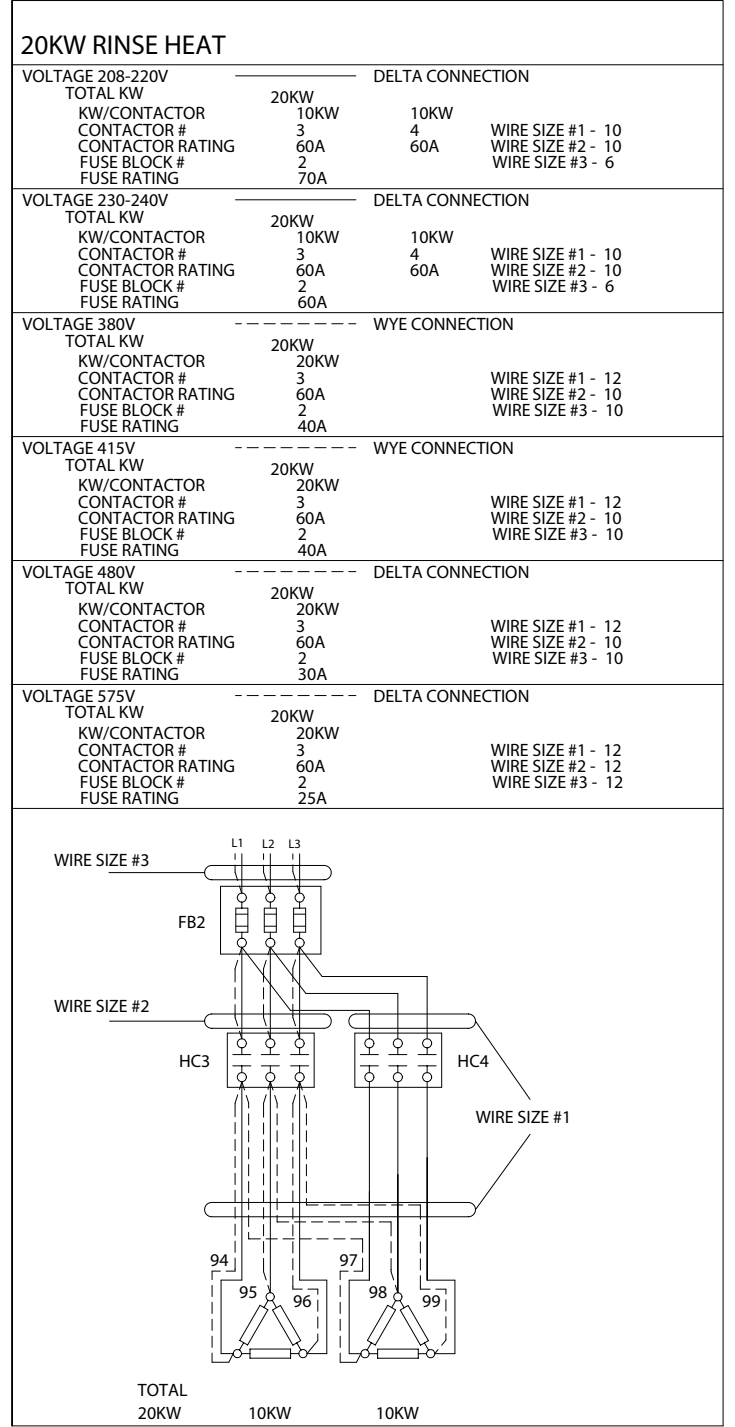 20KW RINSE HEAT
VOLTAGE 208-220V DELTA CONNECTION
TOTAL KW 20KW
KW/CONTACTOR 10KW 10KW
CONTACTOR # 3 4 WIRE SIZE #1 - 10
CONTACTOR RATING 60A 60A WIRE SIZE #2 - 10
FUSE BLOCK # 2 WIRE SIZE #3 - 6
FUSE RATING 70A
VOLTAGE 230-240V DELTA CONNECTION
TOTAL KW 20KW
KW/CONTACTOR 10KW 10KW
CONTACTOR # 3 4 WIRE SIZE #1 - 10
CONTACTOR RATING 60A 60A WIRE SIZE #2 - 10
FUSE BLOCK # 2 WIRE SIZE #3 - 6
FUSE RATING 60A
VOLTAGE 380V WYE CONNECTION
TOTAL KW 20KW
KW/CONTACTOR 20KW
CONTACTOR # 3 WIRE SIZE #1 - 12
CONTACTOR RATING 60A WIRE SIZE #2 - 10
FUSE BLOCK # 2 WIRE SIZE #3 - 10
FUSE RATING 40A
VOLTAGE 415V WYE CONNECTION
TOTAL KW 20KW
KW/CONTACTOR 20KW
CONTACTOR # 3 WIRE SIZE #1 - 12
CONTACTOR RATING 60A WIRE SIZE #2 - 10
FUSE BLOCK # 2 WIRE SIZE #3 - 10
FUSE RATING 40A
VOLTAGE 480V DELTA CONNECTION
TOTAL KW 20KW
KW/CONTACTOR 20KW
CONTACTOR # 3 WIRE SIZE #1 - 12
CONTACTOR RATING 60A WIRE SIZE #2 - 10
FUSE BLOCK # 2 WIRE SIZE #3 - 10
FUSE RATING 30A
VOLTAGE 575V DELTA CONNECTION
TOTAL KW 20KW
KW/CONTACTOR 20KW
CONTACTOR # 3 WIRE SIZE #1 - 12
CONTACTOR RATING 60A WIRE SIZE #2 - 12
FUSE BLOCK # 2 WIRE SIZE #3 - 12
FUSE RATING 25A
L1 L2 L3
WIRE SIZE #3
FB2
WIRE SIZE #2
HC3 HC4
WIRE SIZE #1
94 97
95 96 98 99
TOTAL
20KW 10KW 10KW